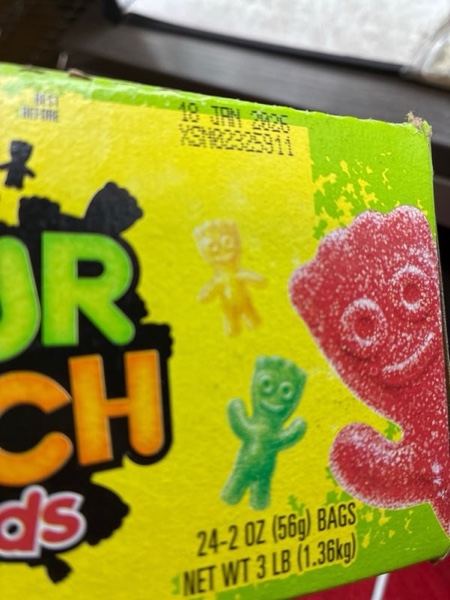 BEST
BEFORE
18 JAN 2026
XSN02325911
UR
CH
ds
24-2 OZ (56g) BAGS
NET WT 3 LB (1.36kg)